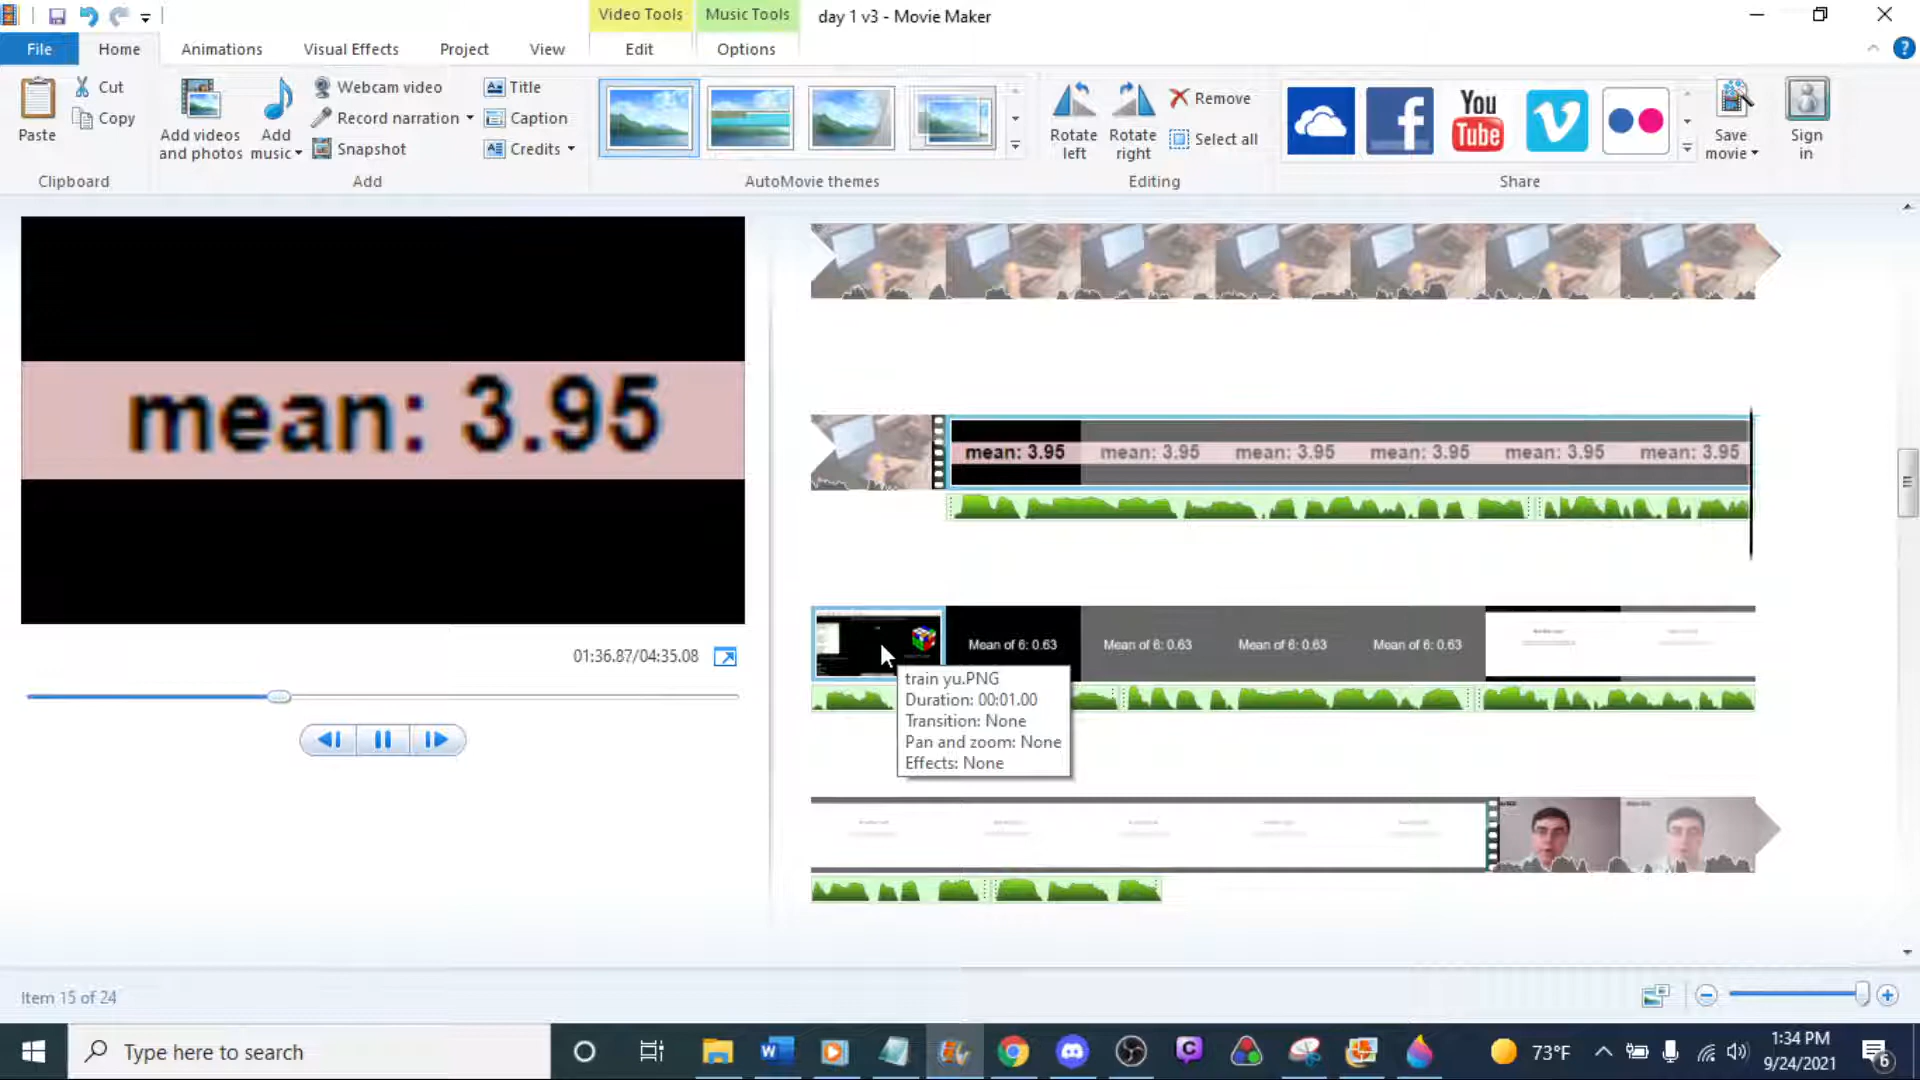 Video Tools
Music Tools
day 1 v3 - Movie Maker
File
Home
Animations
Visual Effects
Project
View
Edit
Options
Paste
Cut
Copy
Clipboard
Add videos
and photos
Add
music
Webcam video
Record narration
Snapshot
Title
Caption
Credits
Add
AutoMovie themes
Rotate
left
Rotate
right
Remove
Select all
Editing
f
You
Tube
v
Share
Save
movie
Sign
in
mean: 3.95
01:36.87/04:35.08
mean: 3.95
mean: 3.95
mean: 3.95
mean: 3.95
mean: 3.95
mean: 3.95
Mean of 6: 0.63
Mean of 6: 0.63
Mean of 6: 0.63
Mean of 6: 0.63
train yu.PNG
Duration: 00:01.00
Transition: None
Pan and zoom: None
Effects: None
Item 15 of 24
Type here to search
73°F
1:34 PM
9/24/2021
6